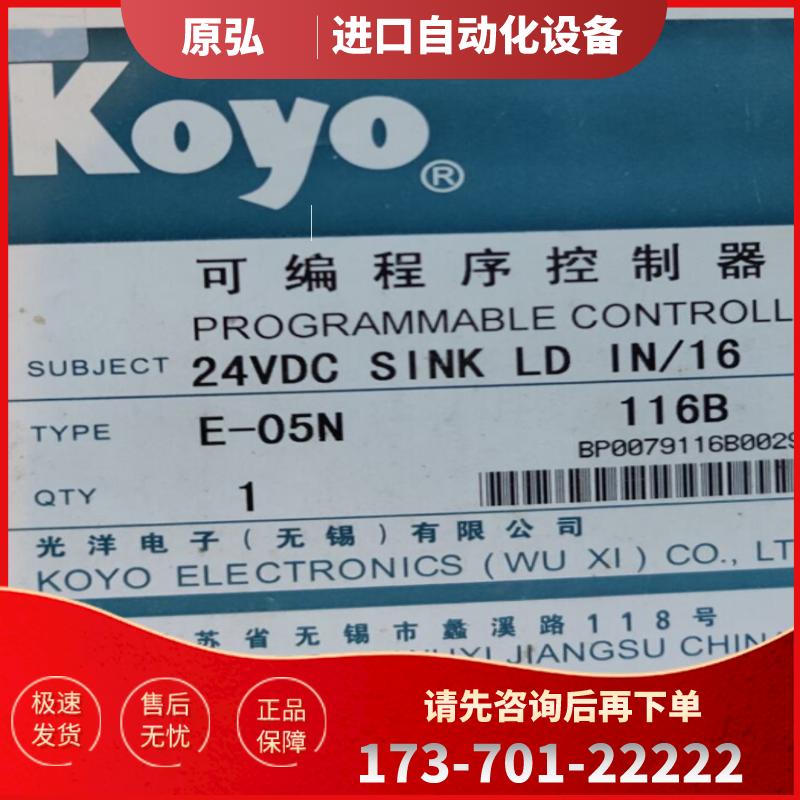 原弘 进口自动化设备
Koyo®
可编程序控制器
PROGRAMMABLE CONTROLL
SUBJECT 24VDC SINK LD IN/16
TYPE E-05N 116B
BP0079116B0029
QTY 1
光洋电子(无锡)有限公司
KOYO ELECTRONICS (WU XI) CO., LT
苏省无锡市蠡溪路118号
WUXI JIANGSU CHINA
极速发货
售后无忧
正品保障
请先咨询后再下单
173-701-22222